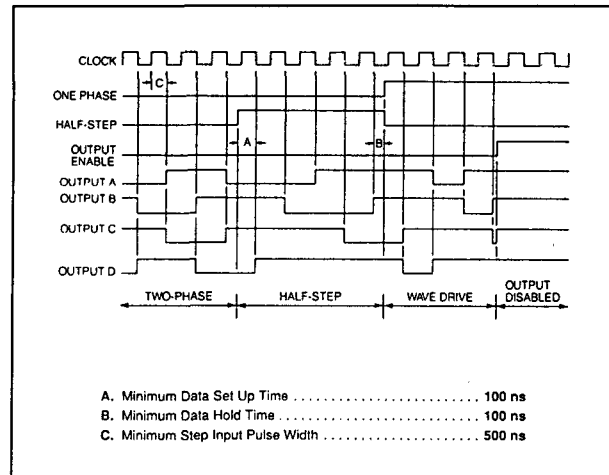 CLOCK
C
ONE PHASE
HALF-STEP
A
B
OUTPUT
ENABLE
OUTPUT A
OUTPUT B
OUTPUT C
OUTPUT D
TWO-PHASE
HALF-STEP
WAVE DRIVE
OUTPUT
DISABLED
A. Minimum Data Set Up Time .......................... 100 ns
B. Minimum Data Hold Time ............................ 100 ns
C. Minimum Step Input Pulse Width .................... 500 ns